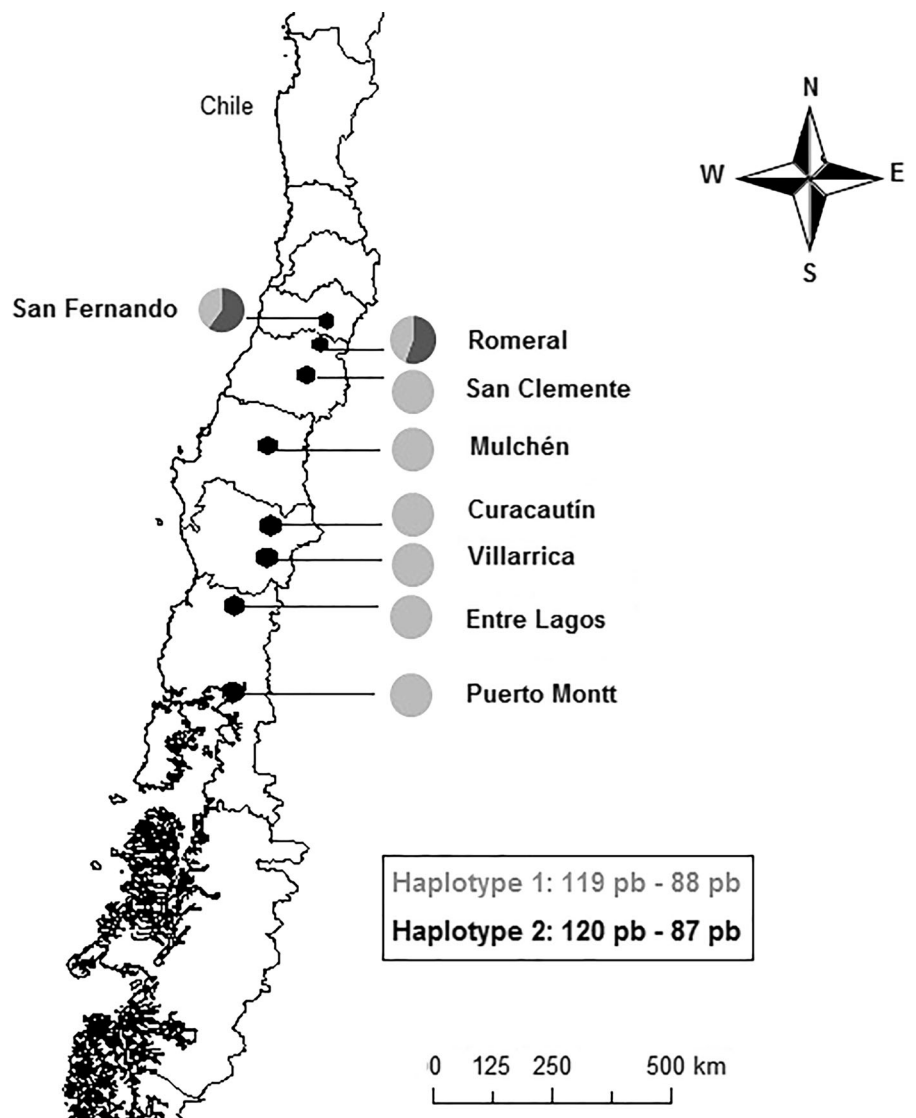 Chile
N
W
E
S
San Fernando
Romeral
San Clemente
Mulchén
Curacautín
Villarrica
Entre Lagos
Puerto Montt
Haplotype 1: 119 pb - 88 pb
Haplotype 2: 120 pb - 87 pb
0 125 250 500 km